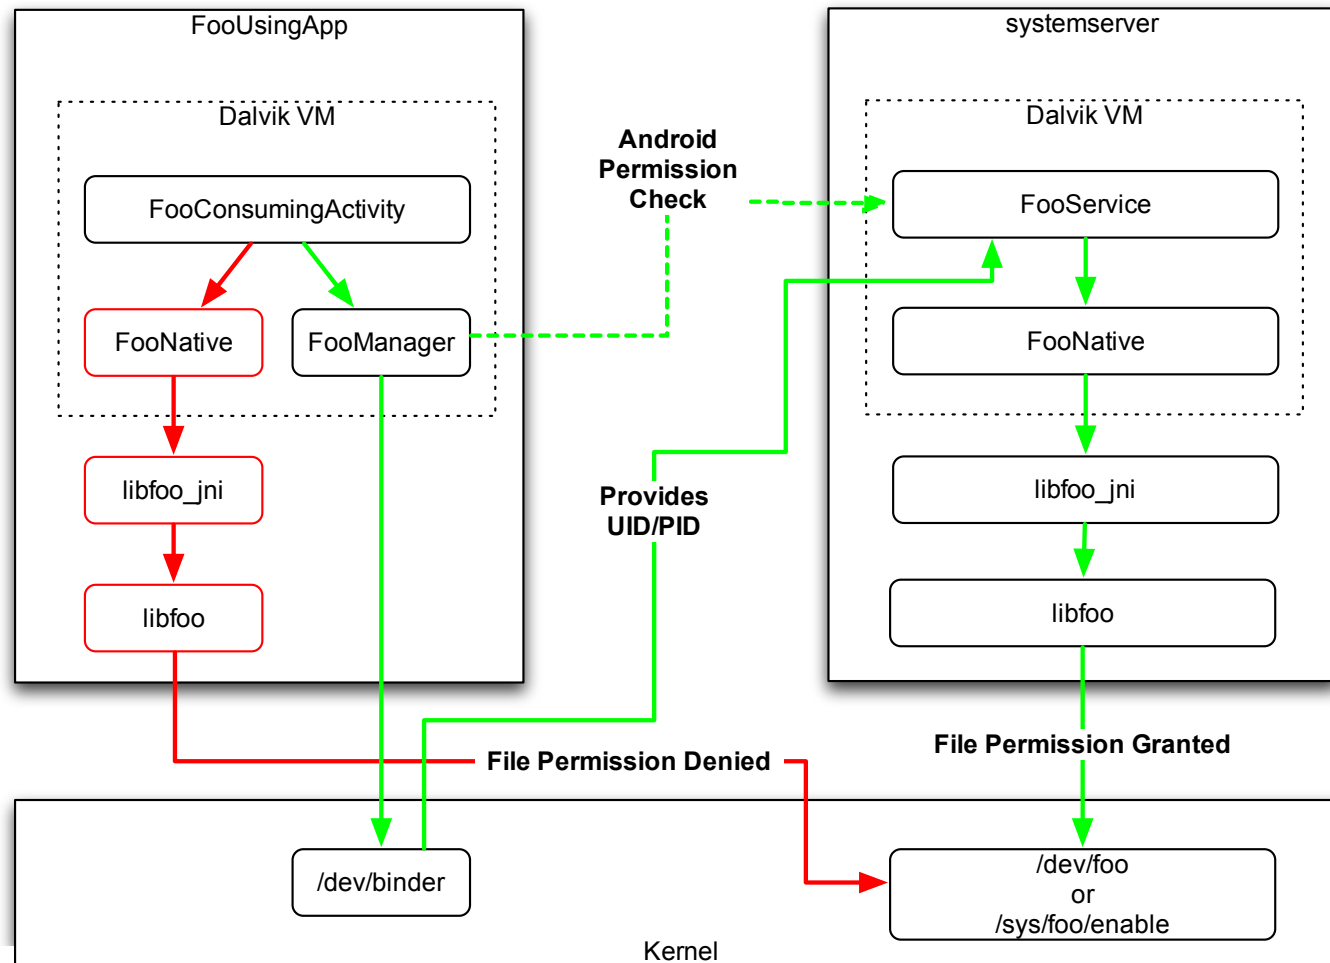 FooUsingApp
Dalvik VM
FooConsumingActivity
FooNative
FooManager
libfoo_jni
libfoo
Android
Permission
Check
Provides
UID/PID
systemserver
Dalvik VM
FooService
FooNative
libfoo_jni
libfoo
File Permission Denied
File Permission Granted
/dev/binder
/dev/foo
or
/sys/foo/enable
Kernel